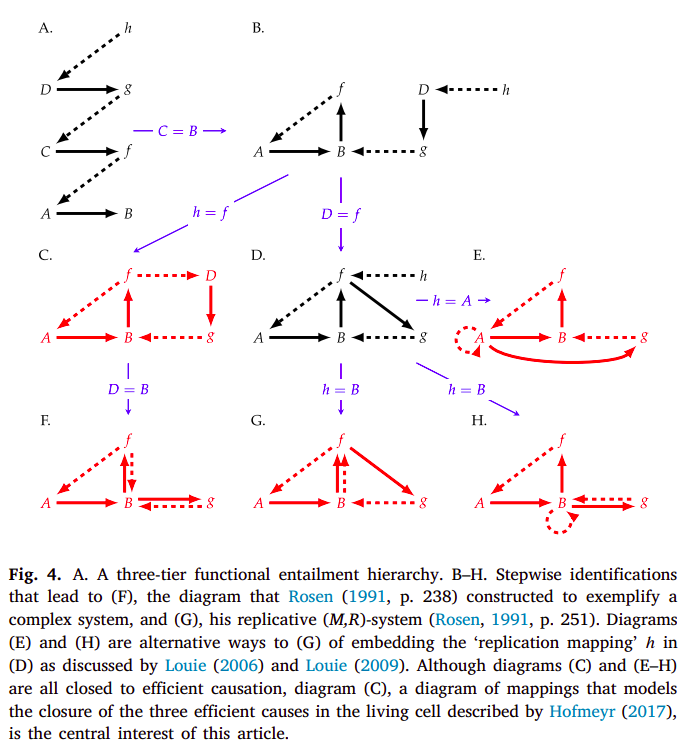 A. h B.
D g f D h
— C = B →
C f A B g
A B h = f D = f
C. D. E.
f D f h f
— h = A →
A B g A B g A B g
D = B h = B h = B
F. G. H.
f f f
A B g A B g A B g
Fig. 4. A. A three-tier functional entailment hierarchy. B–H. Stepwise identifications
that lead to (F), the diagram that Rosen (1991, p. 238) constructed to exemplify a
complex system, and (G), his replicative (M,R)-system (Rosen, 1991, p. 251). Diagrams
(E) and (H) are alternative ways to (G) of embedding the ‘replication mapping’ h in
(D) as discussed by Louie (2006) and Louie (2009). Although diagrams (C) and (E–H)
are all closed to efficient causation, diagram (C), a diagram of mappings that models
the closure of the three efficient causes in the living cell described by Hofmeyr (2017),
is the central interest of this article.